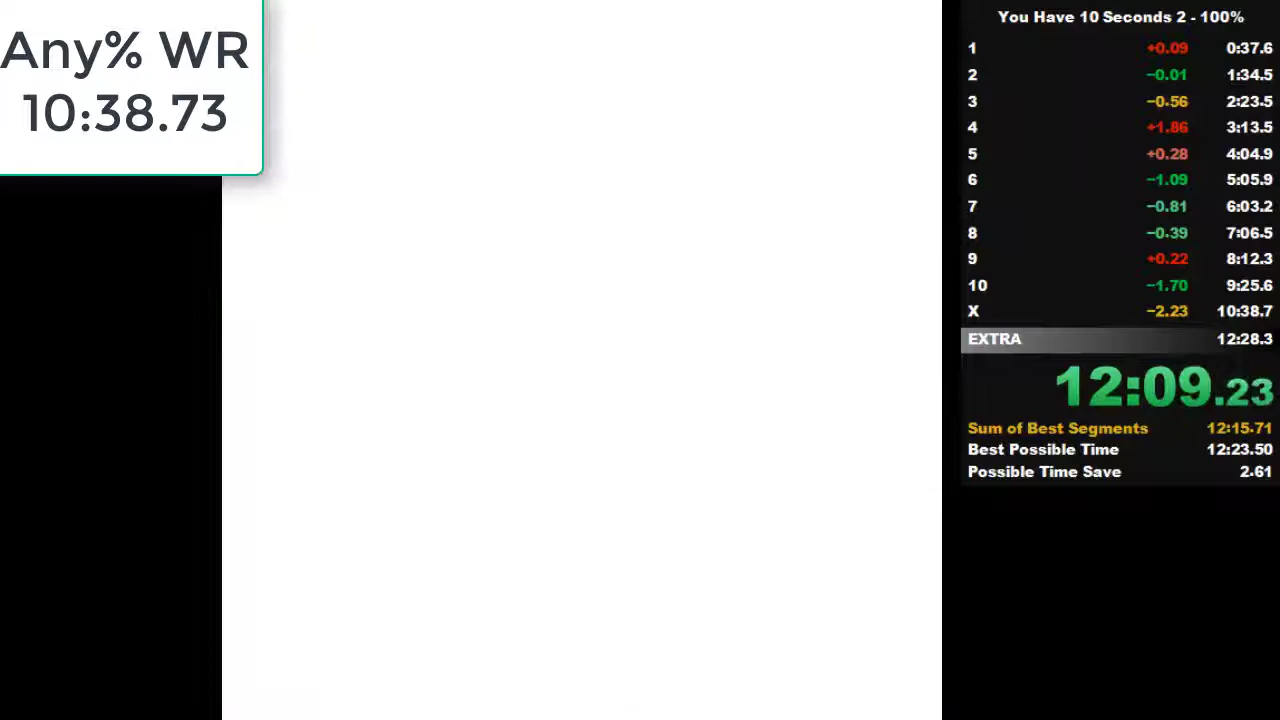 Any% WR
10:38.73
You Have 10 Seconds 2 - 100%
1 +0.09 0:37.6
2 −0.01 1:34.5
3 −0.56 2:23.5
4 +1.86 3:13.5
5 +0.28 4:04.9
6 −1.09 5:05.9
7 −0.81 6:03.2
8 −0.39 7:06.5
9 +0.22 8:12.3
10 −1.70 9:25.6
X −2.23 10:38.7
EXTRA 12:28.3
12:09.23
Sum of Best Segments 12:15.71
Best Possible Time 12:23.50
Possible Time Save 2.61